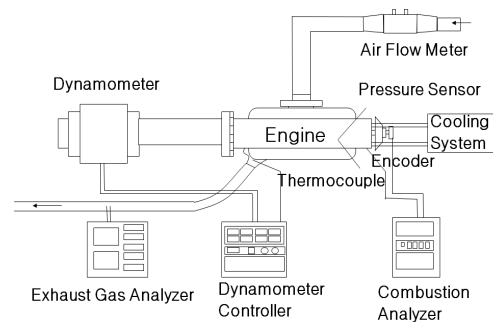 Air Flow Meter
Dynamometer
Pressure Sensor
Engine
Cooling
System
Encoder
Thermocouple
Exhaust Gas Analyzer
Dynamometer
Controller
Combustion
Analyzer